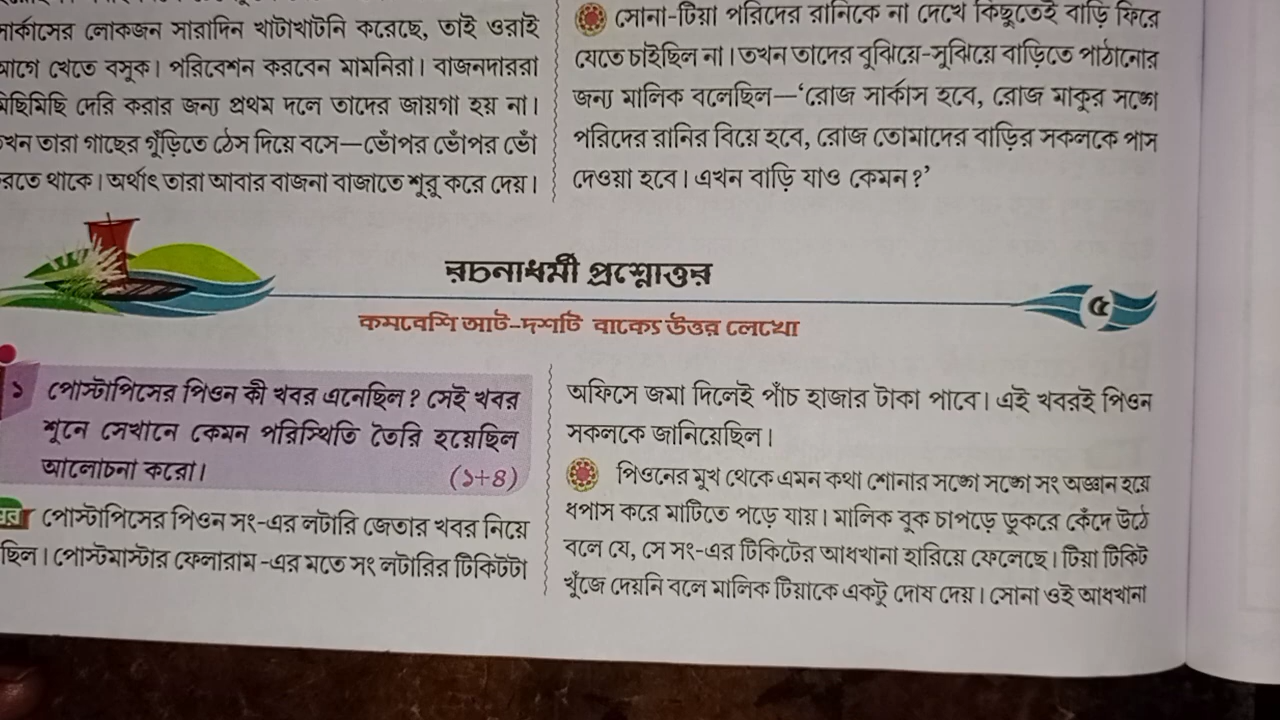 সার্কাসের লোকজন সারাদিন খাটাখাটনি করেছে, তাই ওরাই
আগে খেতে বসুক। পরিবেশন করবেন মামনিরা। বাজনদাররা
মিছিমিছি দেরি করার জন্য প্রথম দলে তাদের জায়গা হয় না।
তখন তারা গাছের গুঁড়িতে ঠেস দিয়ে বসে—ভোঁপর ভোঁপর ভোঁ
করতে থাকে। অর্থাৎ তারা আবার বাজনা বাজাতে শুরু করে দেয়।
সোনা-টিয়া পরিদের রানিকে না দেখে কিছুতেই বাড়ি ফিরে
যেতে চাইছিল না। তখন তাদের বুঝিয়ে-সুঝিয়ে বাড়িতে পাঠানোর
জন্য মালিক বলেছিল—‘রোজ সার্কাস হবে, রোজ মাকুর সঙ্গে
পরিদের রানির বিয়ে হবে, রোজ তোমাদের বাড়ির সকলকে পাস
দেওয়া হবে। এখন বাড়ি যাও কেমন?’
রচনাধর্মী প্রশ্নোত্তর
৫
কমবেশি আট-দশটি বাক্যে উত্তর লেখো
১ পোস্টাপিসের পিওন কী খবর এনেছিল? সেই খবর
শুনে সেখানে কেমন পরিস্থিতি তৈরি হয়েছিল
আলোচনা করো। (১+৪)
পোস্টাপিসের পিওন সং-এর লটারি জেতার খবর নিয়ে
ছিল। পোস্টমাস্টার ফেলারাম-এর মতে সং লটারির টিকিটটা
অফিসে জমা দিলেই পাঁচ হাজার টাকা পাবে। এই খবরই পিওন
সকলকে জানিয়েছিল।
পিওনের মুখ থেকে এমন কথা শোনার সঙ্গে সঙ্গে সং অজ্ঞান হয়ে
ধপাস করে মাটিতে পড়ে যায়। মালিক বুক চাপড়ে ডুকরে কেঁদে উঠে
বলে যে, সে সং-এর টিকিটের আধখানা হারিয়ে ফেলেছে। টিয়া টিকিট
খুঁজে দেয়নি বলে মালিক টিয়াকে একটু দোষ দেয়। সোনা ওই আধখানা